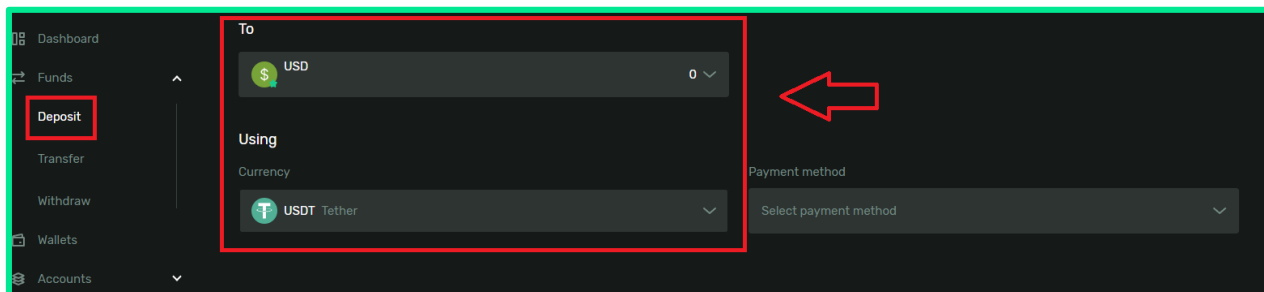 Dashboard
Funds
Deposit
Transfer
Withdraw
Wallets
Accounts
To
$ USD 0
Using
Currency
USDT Tether
Payment method
Select payment method